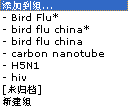 添加到组...
- Bird Flu*
- bird flu china*
- bird flu china
- carbon nanotube
- H5N1
- hiv
[未归档]
新建组